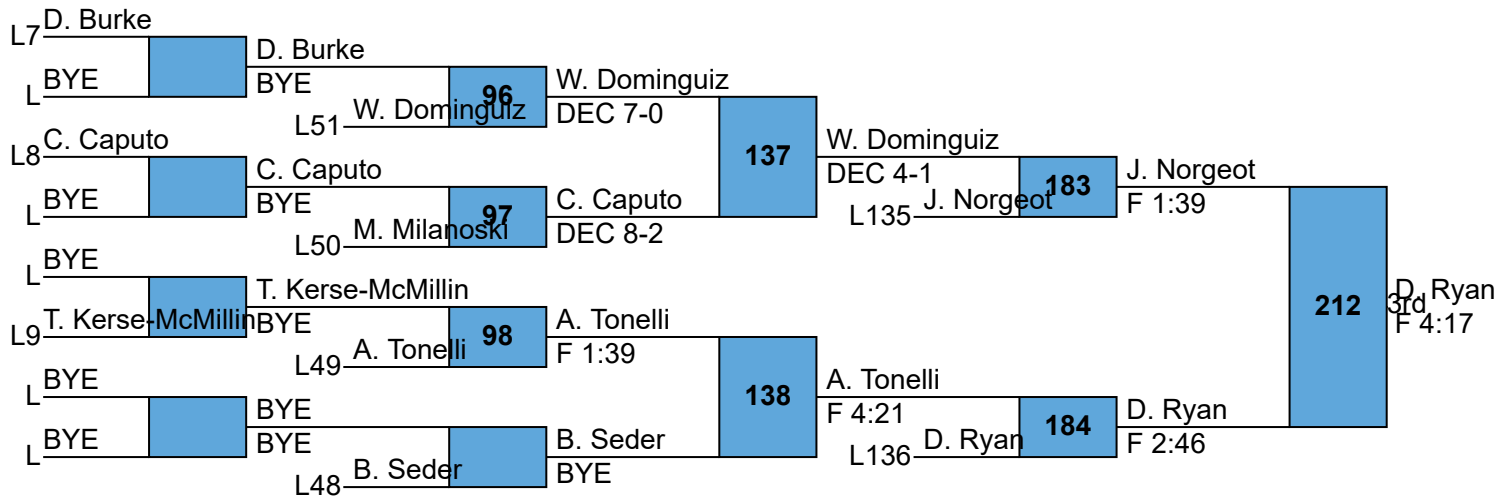 L7 D. Burke
D. Burke
L BYE
BYE
96
W. Dominguiz
L51 W. Dominguiz
DEC 7-0
L8 C. Caputo
C. Caputo
137
W. Dominguiz
DEC 4-1
L BYE
BYE
97
C. Caputo
L50 M. Milanoski
DEC 8-2
183
J. Norgeot
L135 J. Norgeot
F 1:39
L BYE
T. Kerse-McMillin
L9 T. Kerse-McMillin
BYE
98
A. Tonelli
L49 A. Tonelli
F 1:39
212
D. Ryan
3rd
F 4:17
L BYE
BYE
138
A. Tonelli
F 4:21
184
D. Ryan
L BYE
BYE
B. Seder
L136 D. Ryan
F 2:46
L48 B. Seder
BYE